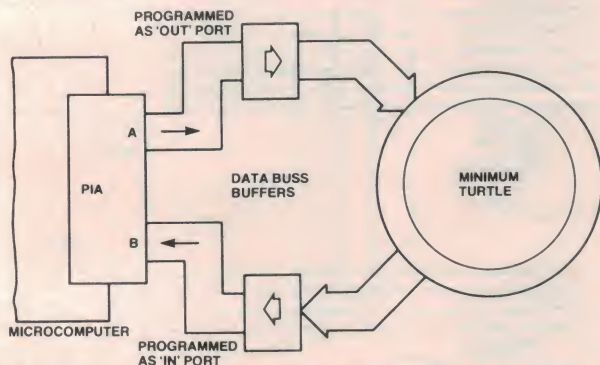 PROGRAMMED
AS 'OUT' PORT
A
PIA
DATA BUSS
BUFFERS
MINIMUM
TURTLE
B
MICROCOMPUTER
PROGRAMMED
AS 'IN' PORT